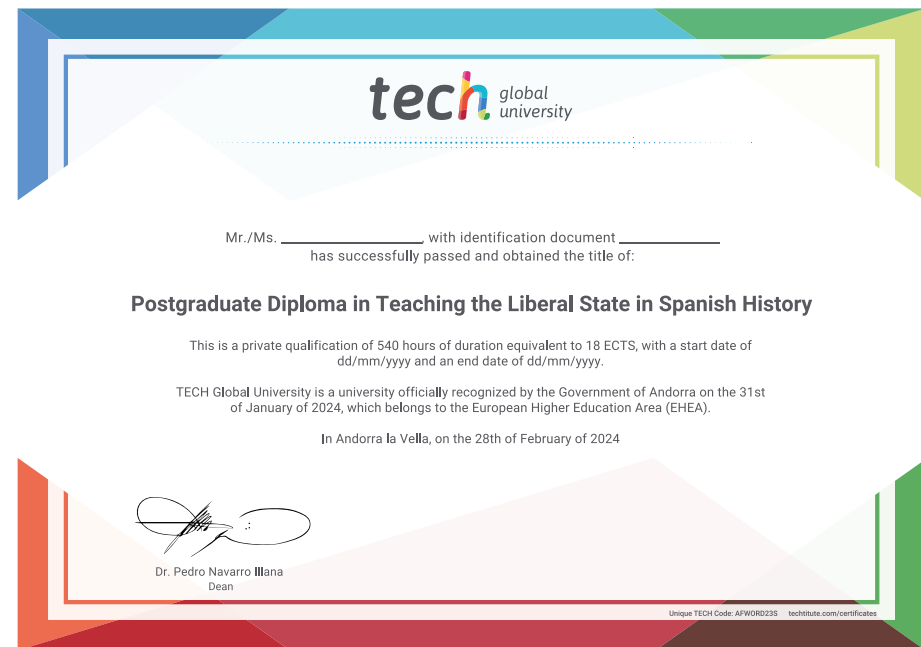 tech global university
Mr./Ms. ______________, with identification document __________
has successfully passed and obtained the title of:
Postgraduate Diploma in Teaching the Liberal State in Spanish History
This is a private qualification of 540 hours of duration equivalent to 18 ECTS, with a start date of
dd/mm/yyyy and an end date of dd/mm/yyyy.
TECH Global University is a university officially recognized by the Government of Andorra on the 31st
of January of 2024, which belongs to the European Higher Education Area (EHEA).
In Andorra la Vella, on the 28th of February of 2024
Dr. Pedro Navarro Illana
Dean
Unique TECH Code: AFWORD23S techtitute.com/certificates